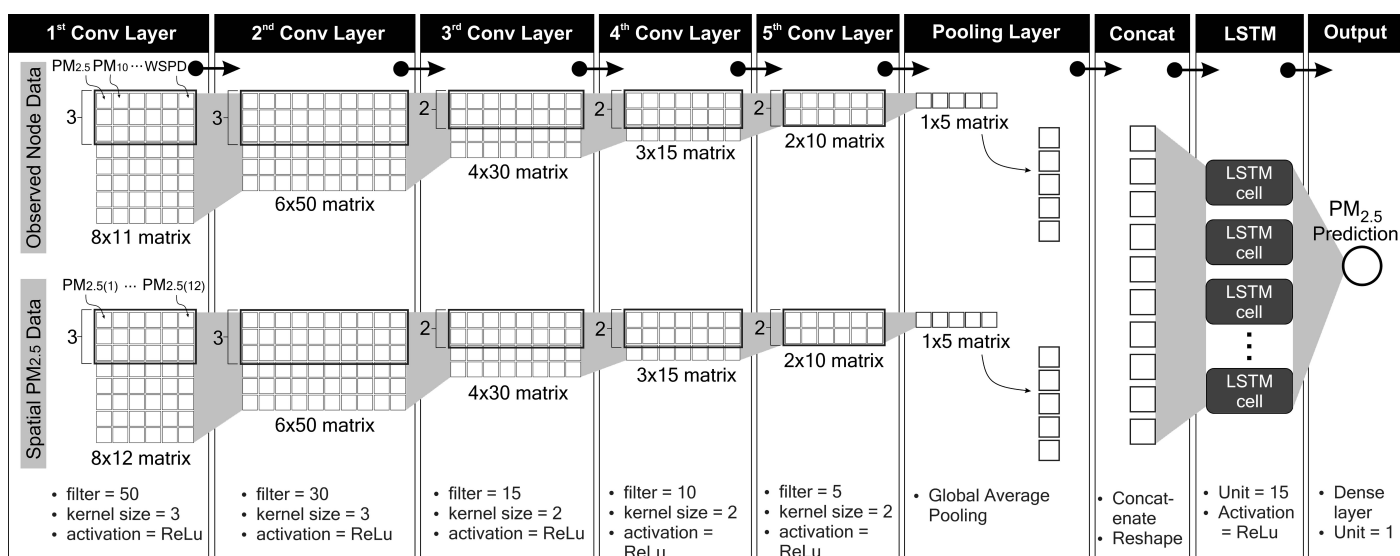 1st Conv Layer
2nd Conv Layer
3rd Conv Layer
4th Conv Layer
5th Conv Layer
Pooling Layer
Concat
LSTM
Output
Observed Node Data
PM2.5 PM10 ··· WSPD
3
8x11 matrix
3
6x50 matrix
2
4x30 matrix
2
3x15 matrix
2
2x10 matrix
1x5 matrix
Spatial PM2.5 Data
PM2.5(1) ··· PM2.5(12)
3
8x12 matrix
3
6x50 matrix
2
4x30 matrix
2
3x15 matrix
2
2x10 matrix
1x5 matrix
LSTM
cell
LSTM
cell
LSTM
cell
LSTM
cell
PM2.5
Prediction
• filter = 50
• kernel size = 3
• activation = ReLu
• filter = 30
• kernel size = 3
• activation = ReLu
• filter = 15
• kernel size = 2
• activation = ReLu
• filter = 10
• kernel size = 2
• activation =
ReLu
• filter = 5
• kernel size = 2
• activation =
ReLu
• Global Average
Pooling
• Concat-
enate
• Reshape
• Unit = 15
• Activation
= ReLu
• Dense
layer
• Unit = 1